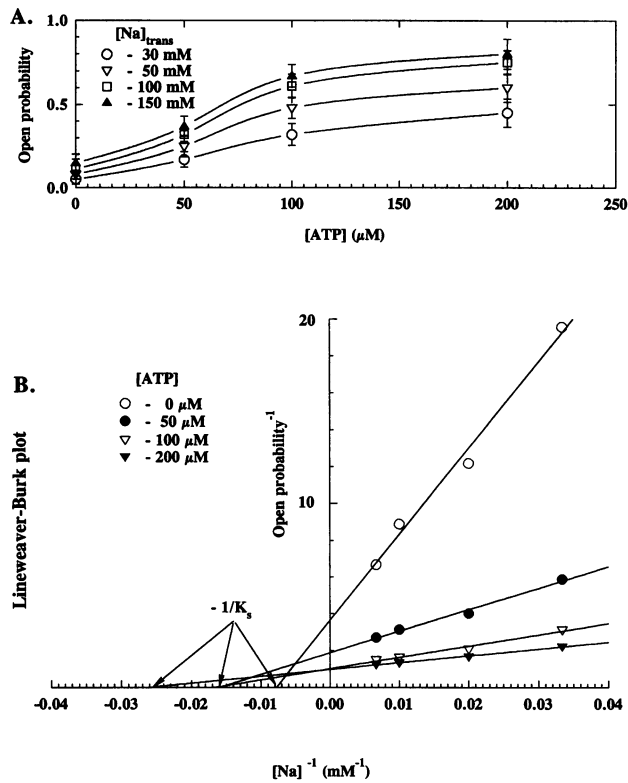 A.
[Na]trans
- 30 mM
- 50 mM
- 100 mM
- 150 mM
Open probability
1.0
0.5
0.0
0 50 100 150 200 250
[ATP] (μM)
B.
[ATP]
- 0 μM
- 50 μM
- 100 μM
- 200 μM
Lineweaver-Burk plot
Open probability-1
20
10
- 1/Ks
-0.04 -0.03 -0.02 -0.01 0.00 0.01 0.02 0.03 0.04
[Na] -1 (mM-1)